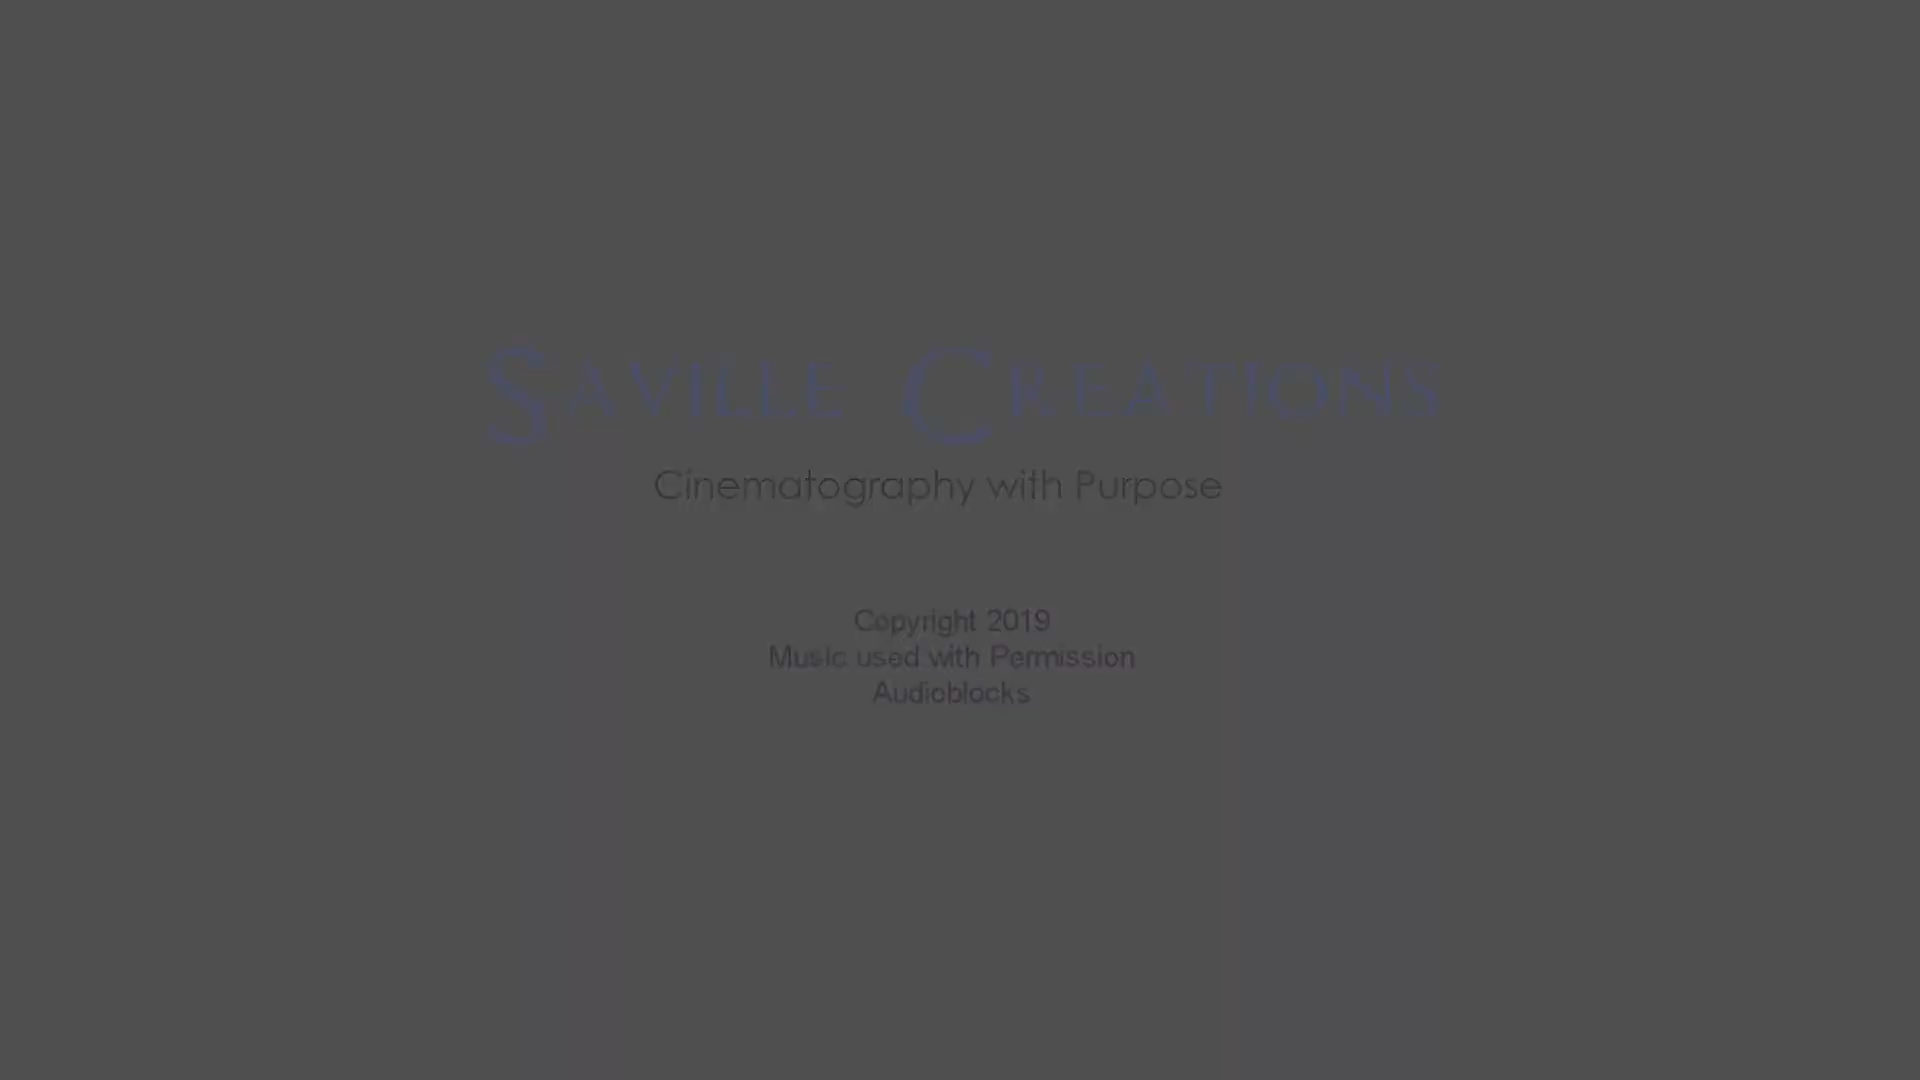 SAVILLE CREATIONS
Cinematography with Purpose
Copyright 2019
Music used with Permission
Audioblocks